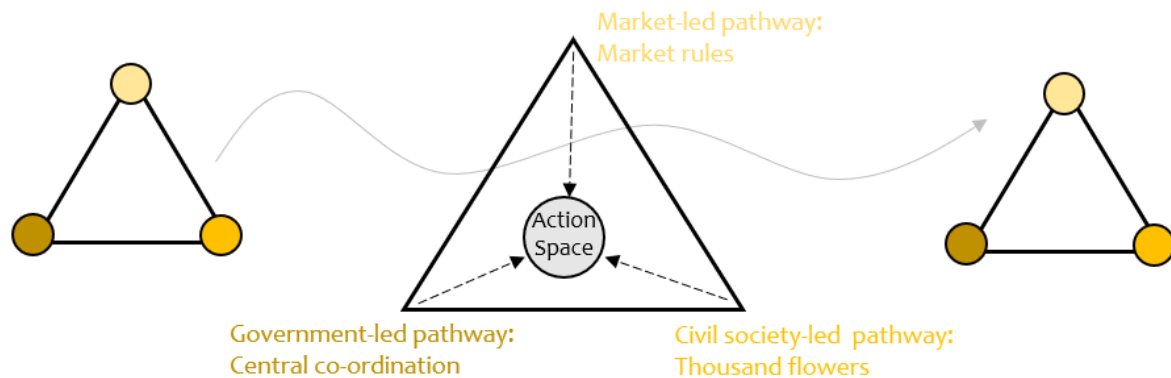 Market-led pathway:
Market rules
Action
Space
Government-led pathway:
Central co-ordination
Civil society-led  pathway:
Thousand flowers